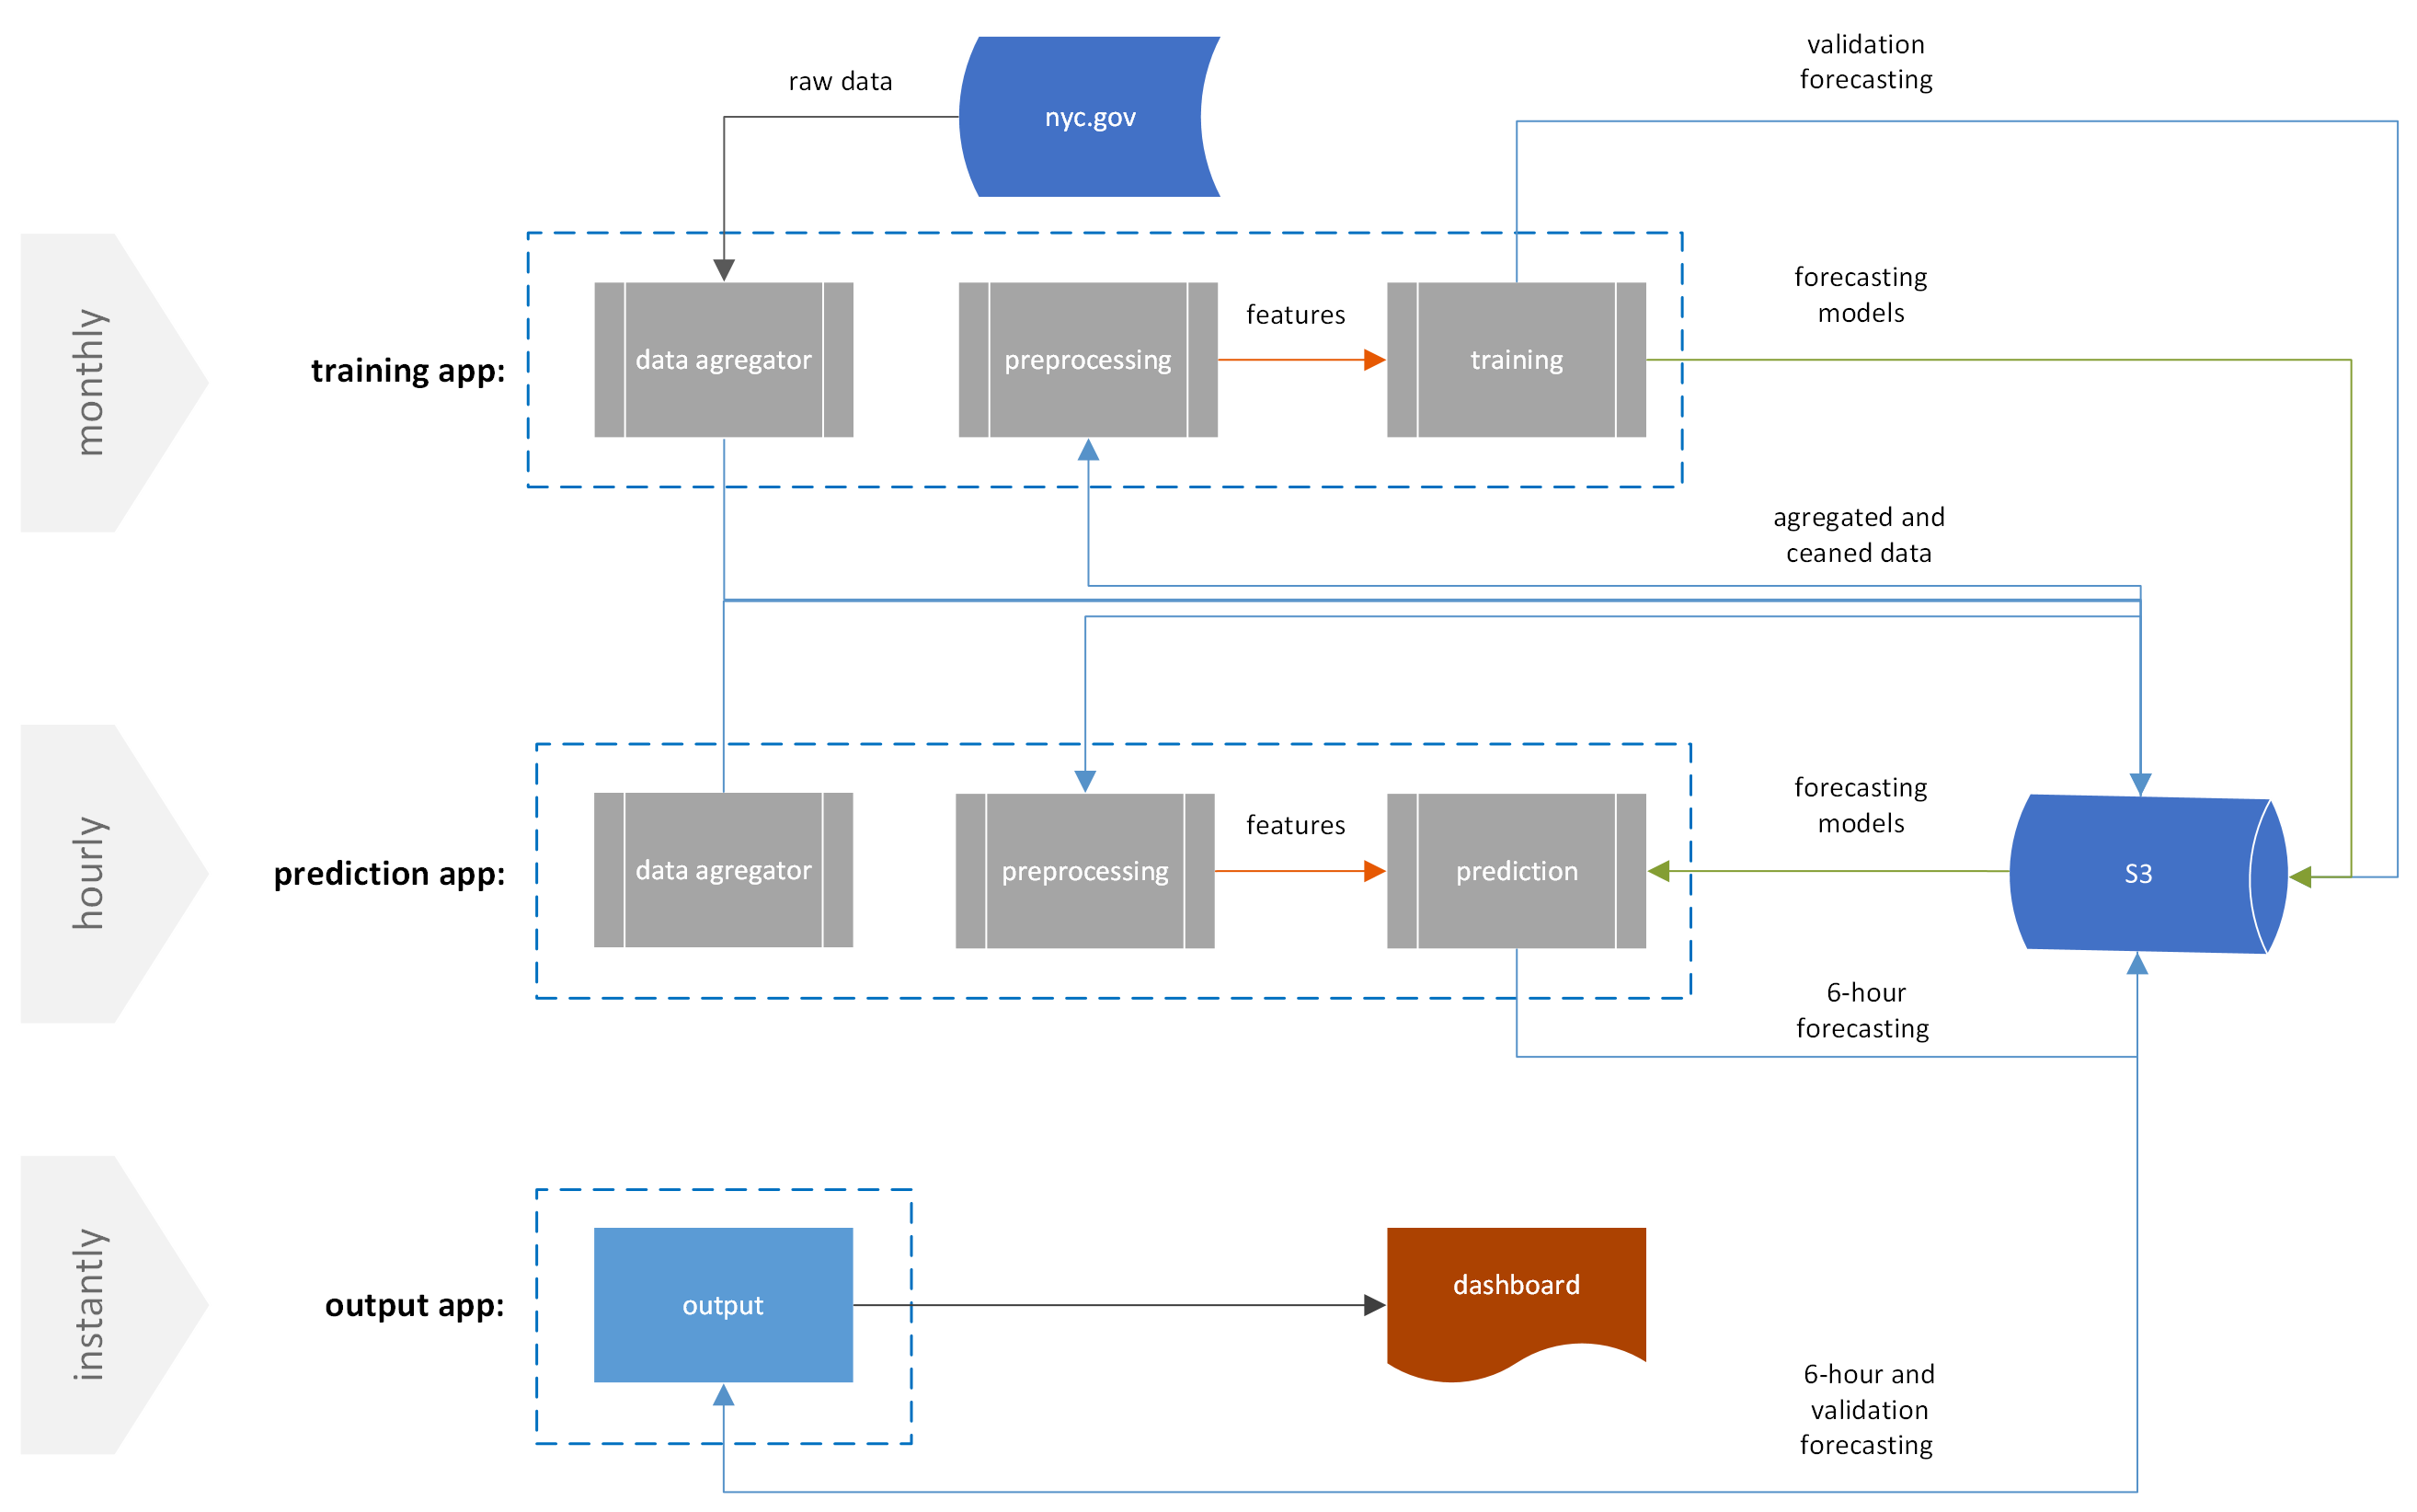 validation
forecasting
raw data
nyc.gov
monthly
training app:
data agregator
preprocessing
features
training
forecasting
models
agregated and
ceaned data
hourly
prediction app:
data agregator
preprocessing
features
prediction
forecasting
models
S3
6-hour
forecasting
instantly
output app:
output
dashboard
6-hour and
validation
forecasting